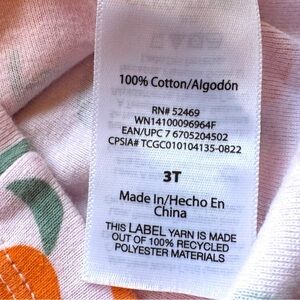 100% Cotton/Algodón
RN# 52469
WN14100096964F
EAN/UPC 7 6705204502
CPSIA# TCGC010104135-0822
3T
Made In/Hecho En
China
THIS LABEL YARN IS MADE
OUT OF 100% RECYCLED
POLYESTER MATERIALS